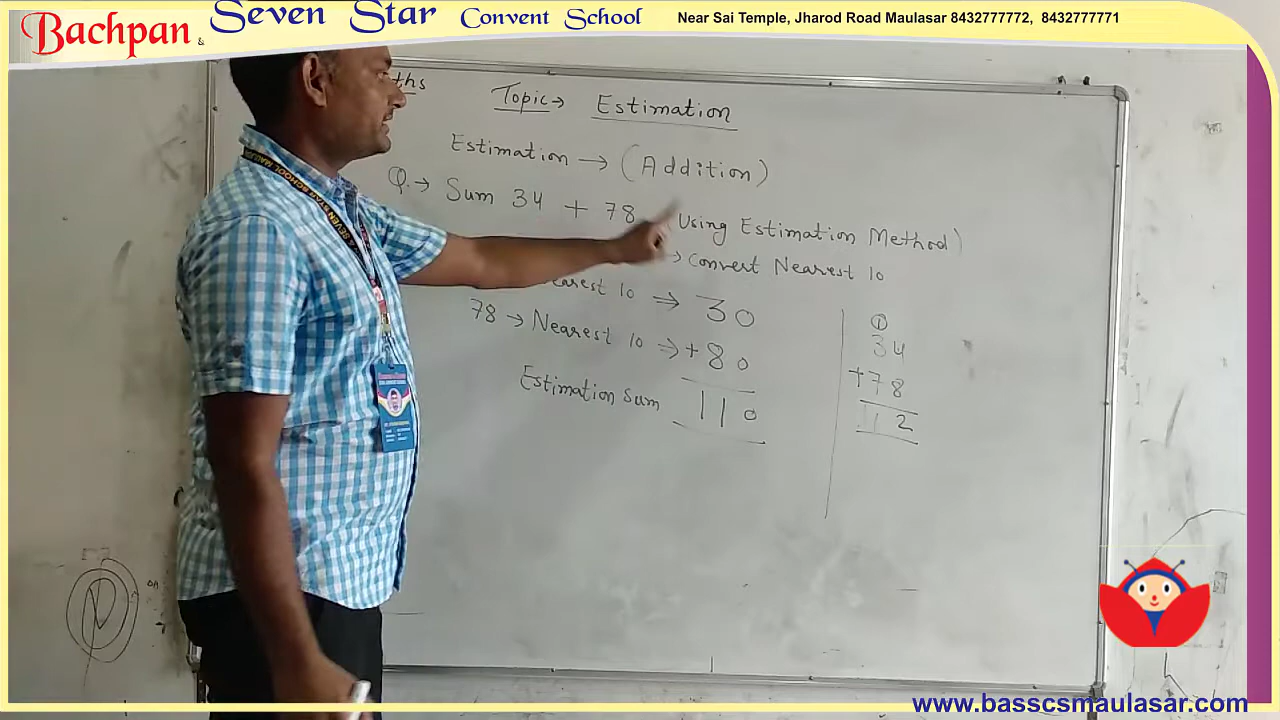 Bachpan & Seven Star Convent School Near Sai Temple, Jharod Road Maulasar 8432777772, 8432777771
ths
Topic → Estimation
Estimation → (Addition)
Q. → Sum 34 + 78 Using Estimation Method)
→ Convert Nearest 10
earest 10 ⇒ 30
78 → Nearest 10 ⇒ +80
Estimation Sum 110
1
34
+78
112
www.basscsmaulasar.com